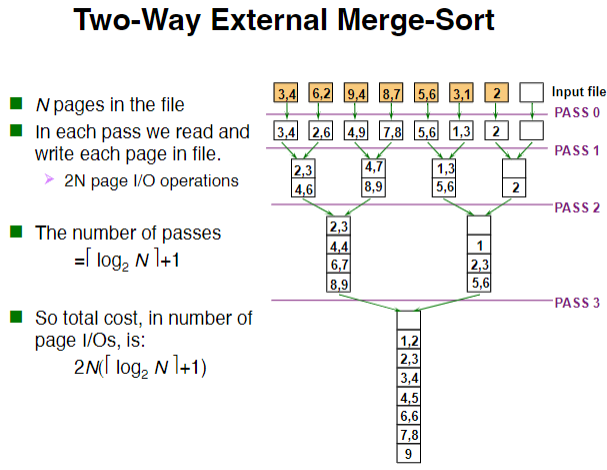 Two-Way External Merge-Sort
N pages in the file
In each pass we read and
write each page in file.
2N page I/O operations
The number of passes
=⌈ log₂ N ⌉+1
So total cost, in number of
page I/Os, is:
2N(⌈ log₂ N ⌉+1)
3,4 6,2 9,4 8,7 5,6 3,1 2 Input file
PASS 0
3,4 2,6 4,9 7,8 5,6 1,3 2
PASS 1
2,3 4,7 1,3
4,6 8,9 5,6 2
PASS 2
2,3
4,4 1
6,7 2,3
8,9 5,6
PASS 3
1,2
2,3
3,4
4,5
6,6
7,8
9